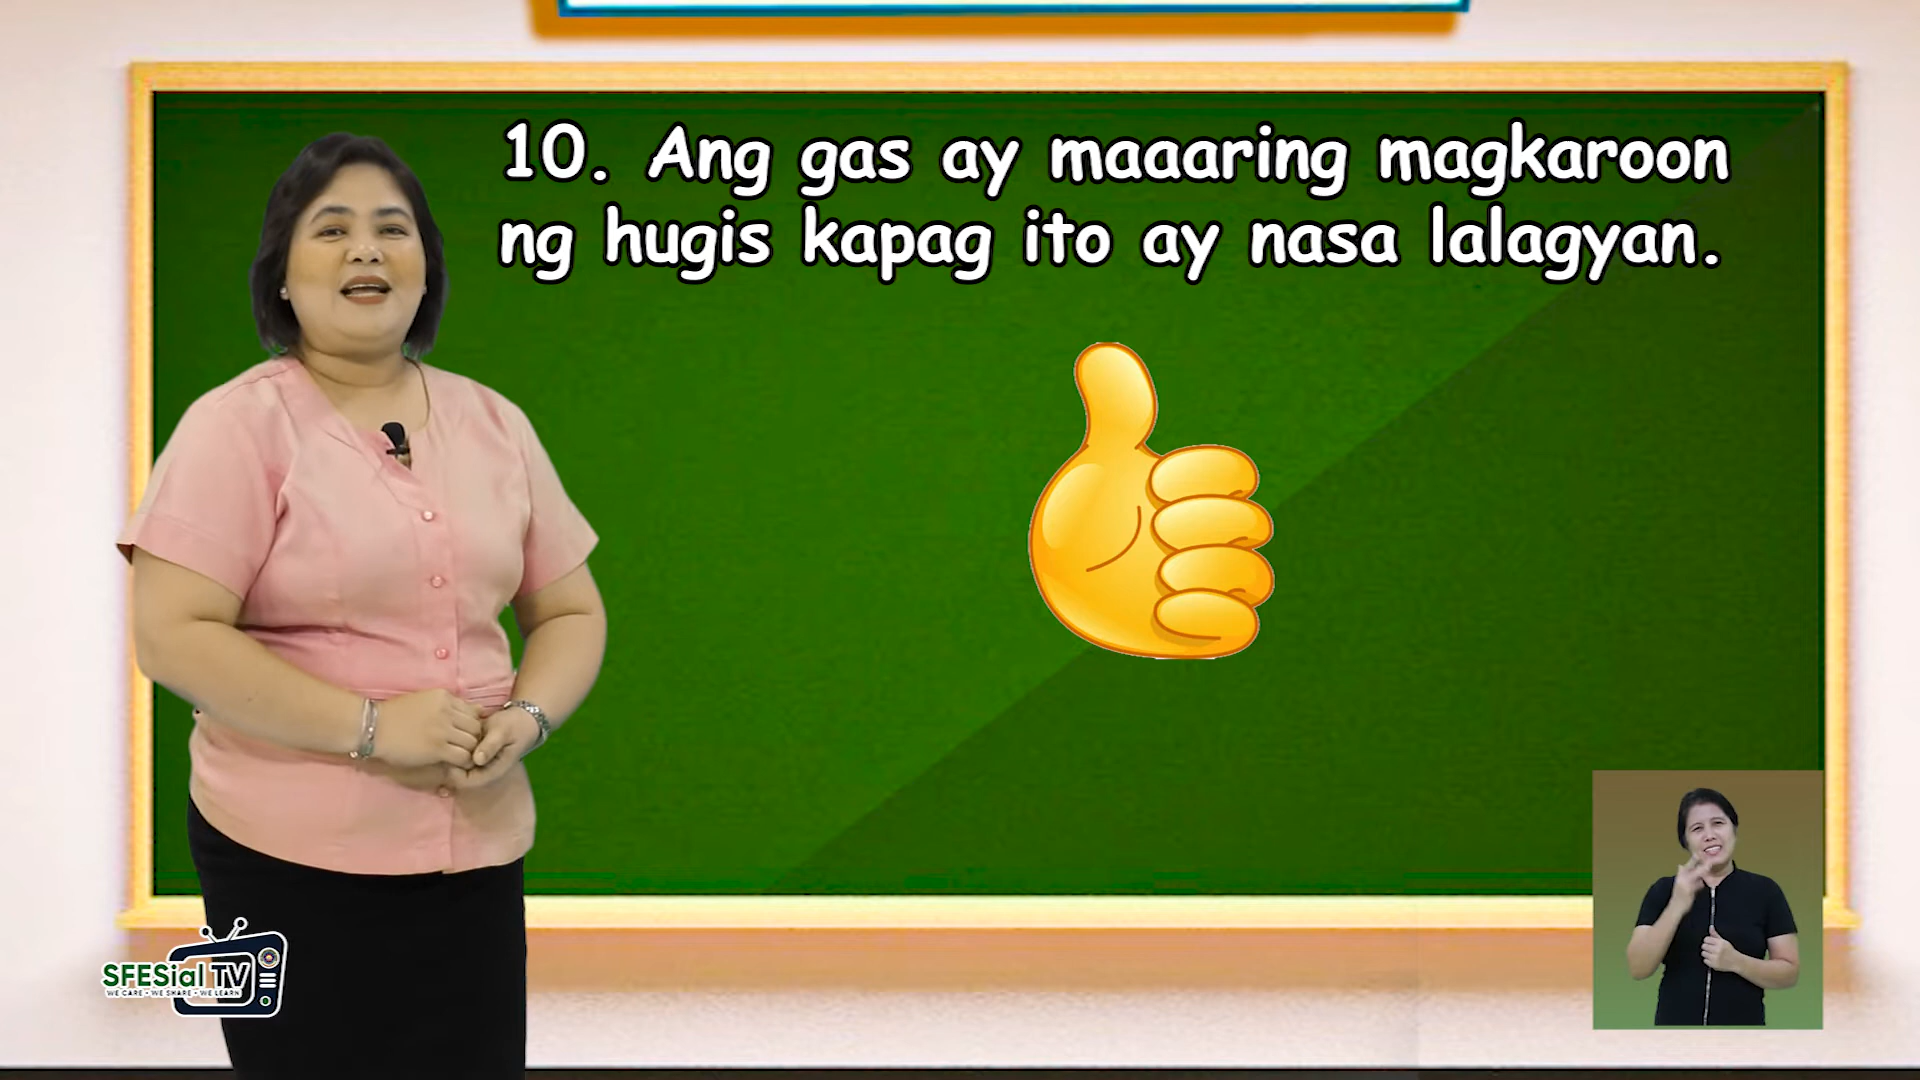 10. Ang gas ay maaaring magkaroon
ng hugis kapag ito ay nasa lalagyan.
SFESial TV
WE CARE • WE SHARE • WE LEARN